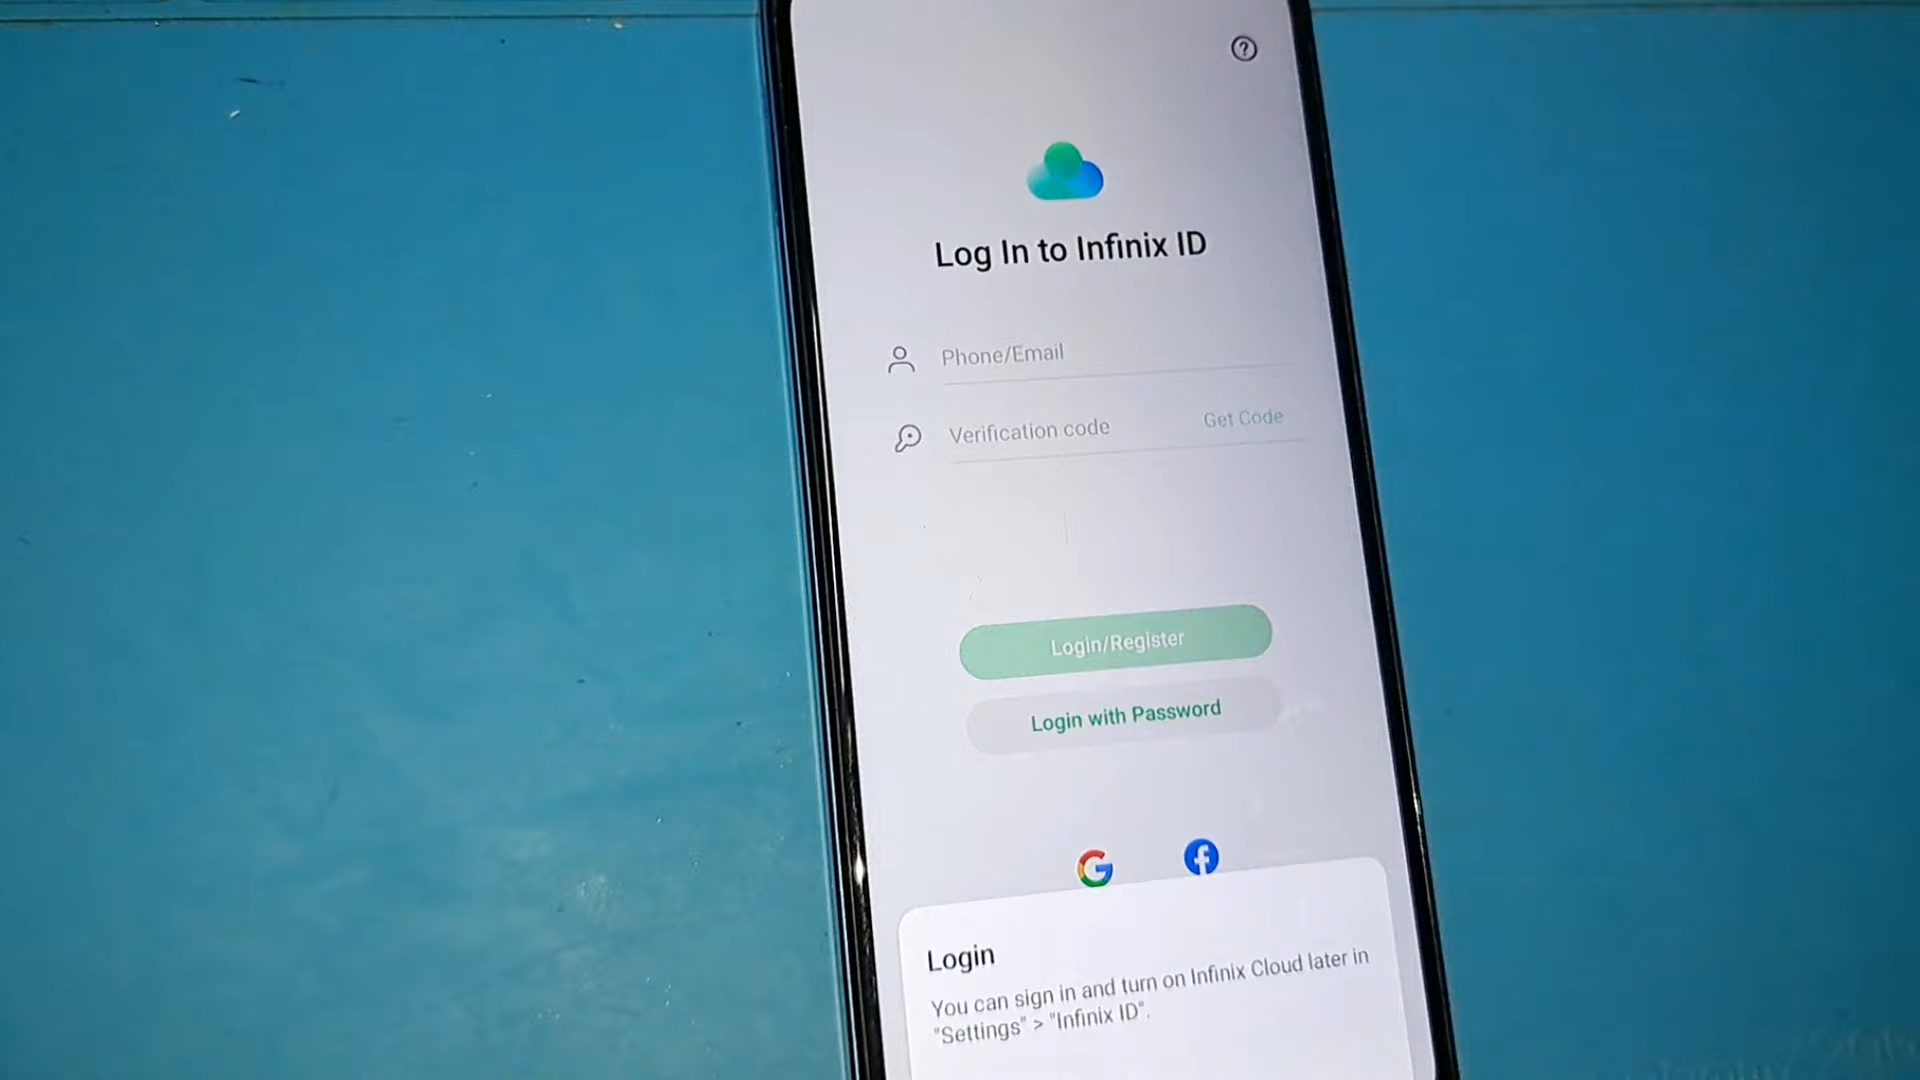 Log In to Infinix ID
Phone/Email
Verification code Get Code
Login/Register
Login with Password
Login
You can sign in and turn on Infinix Cloud later in
"Settings" > "Infinix ID".